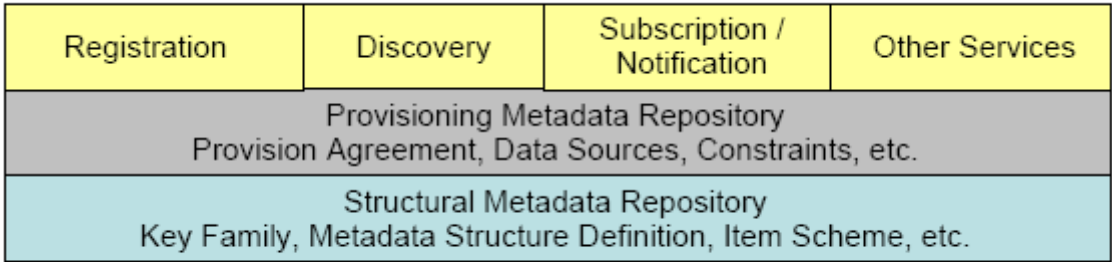 Registration
Discovery
Subscription /
Notification
Other Services
Provisioning Metadata Repository
Provision Agreement, Data Sources, Constraints, etc.
Structural Metadata Repository
Key Family, Metadata Structure Definition, Item Scheme, etc.